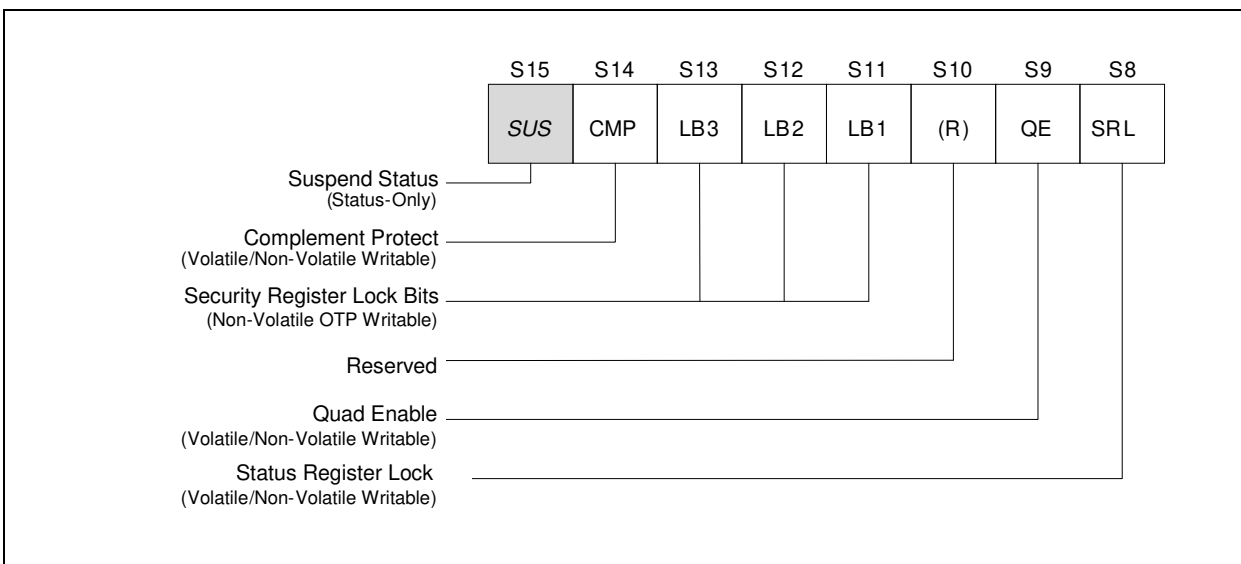 S15 S14 S13 S12 S11 S10 S9 S8
SUS CMP LB3 LB2 LB1 (R) QE SRL
Suspend Status
(Status-Only)
Complement Protect
(Volatile/Non-Volatile Writable)
Security Register Lock Bits
(Non-Volatile OTP Writable)
Reserved
Quad Enable
(Volatile/Non-Volatile Writable)
Status Register Lock
(Volatile/Non-Volatile Writable)